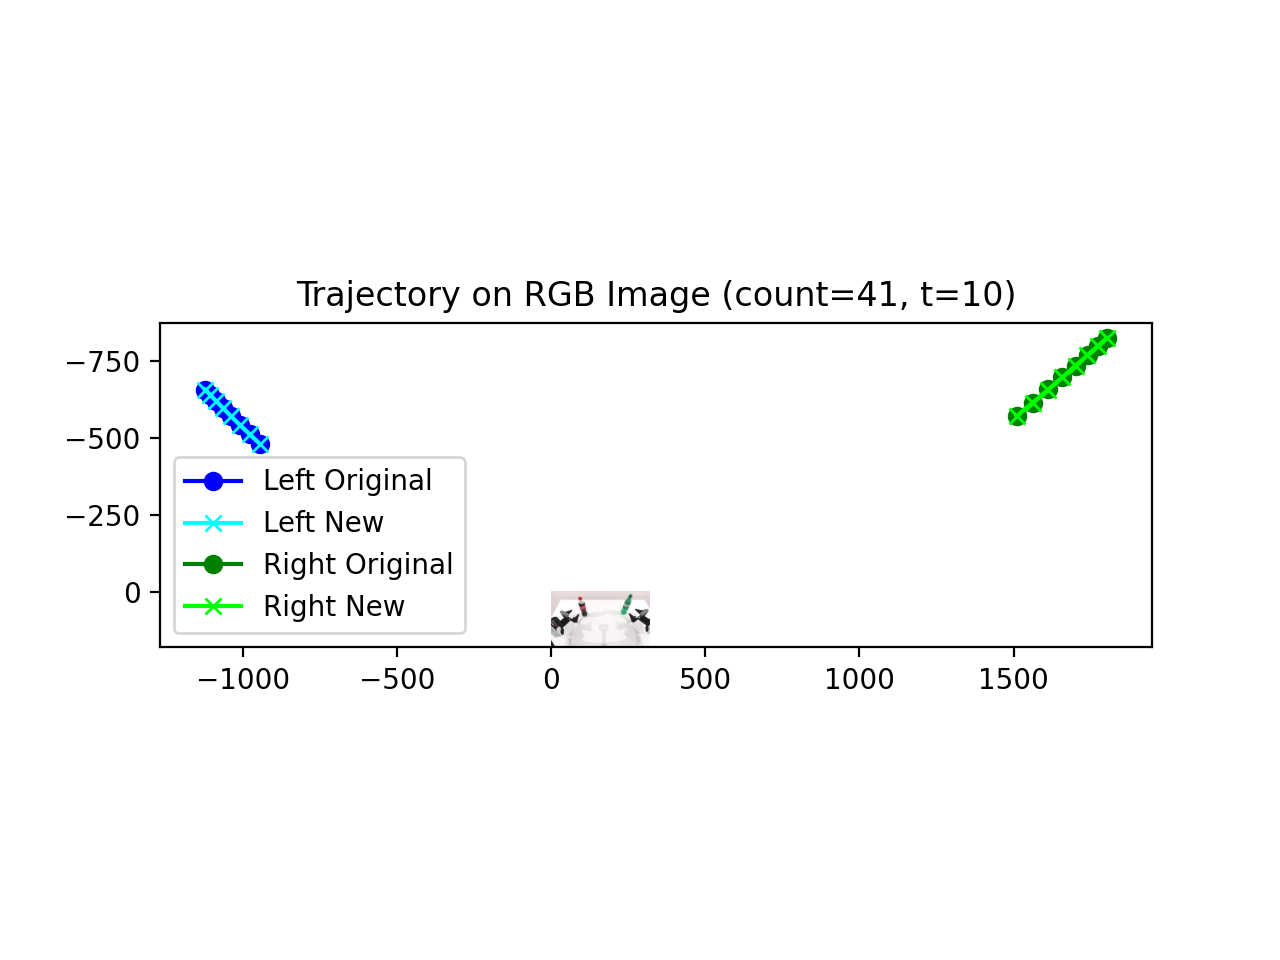 Trajectory on RGB Image (count=41, t=10)
−750
−500
−250
0
Left Original
Left New
Right Original
Right New
−1000
−500
0
500
1000
1500